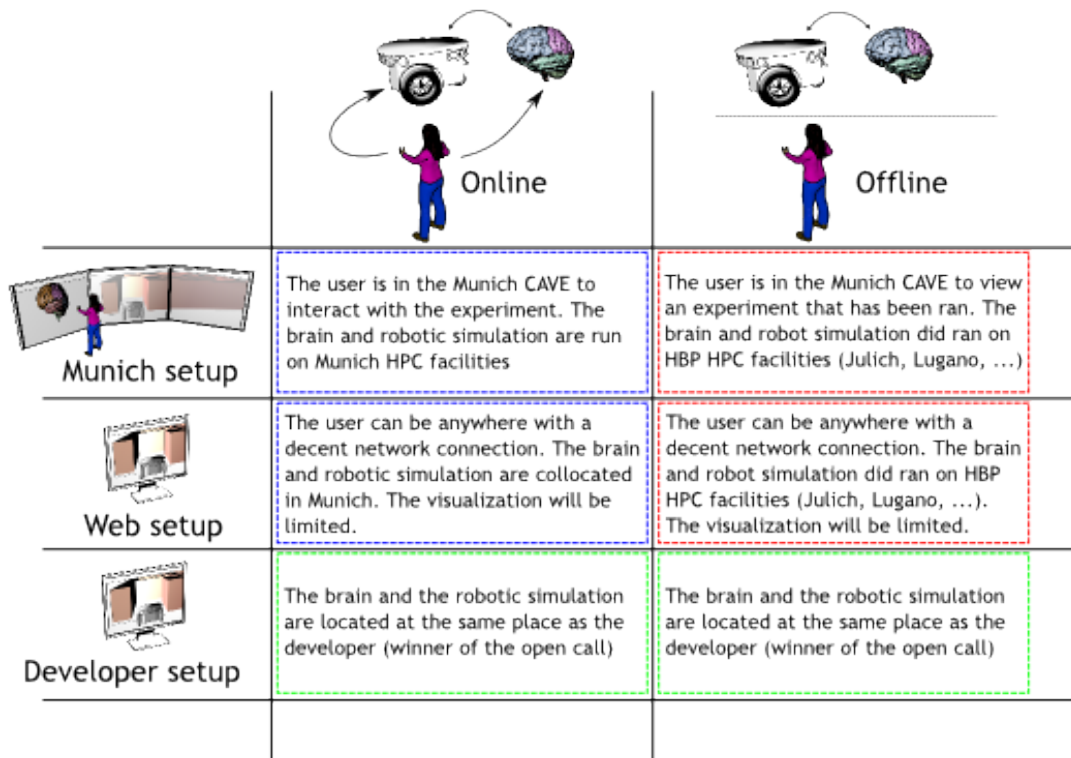 Online
Offline
Munich setup
The user is in the Munich CAVE to
interact with the experiment. The
brain and robotic simulation are run
on Munich HPC facilities
The user is in the Munich CAVE to view
an experiment that has been ran. The
brain and robot simulation did ran on
HBP HPC facilities (Julich, Lugano, ...)
Web setup
The user can be anywhere with a
decent network connection. The brain
and robotic simulation are collocated
in Munich. The visualization will be
limited.
The user can be anywhere with a
decent network connection. The brain
and robot simulation did ran on HBP
HPC facilities (Julich, Lugano, ...).
The visualization will be limited.
Developer setup
The brain and the robotic simulation
are located at the same place as the
developer (winner of the open call)
The brain and the robotic simulation
are located at the same place as the
developer (winner of the open call)